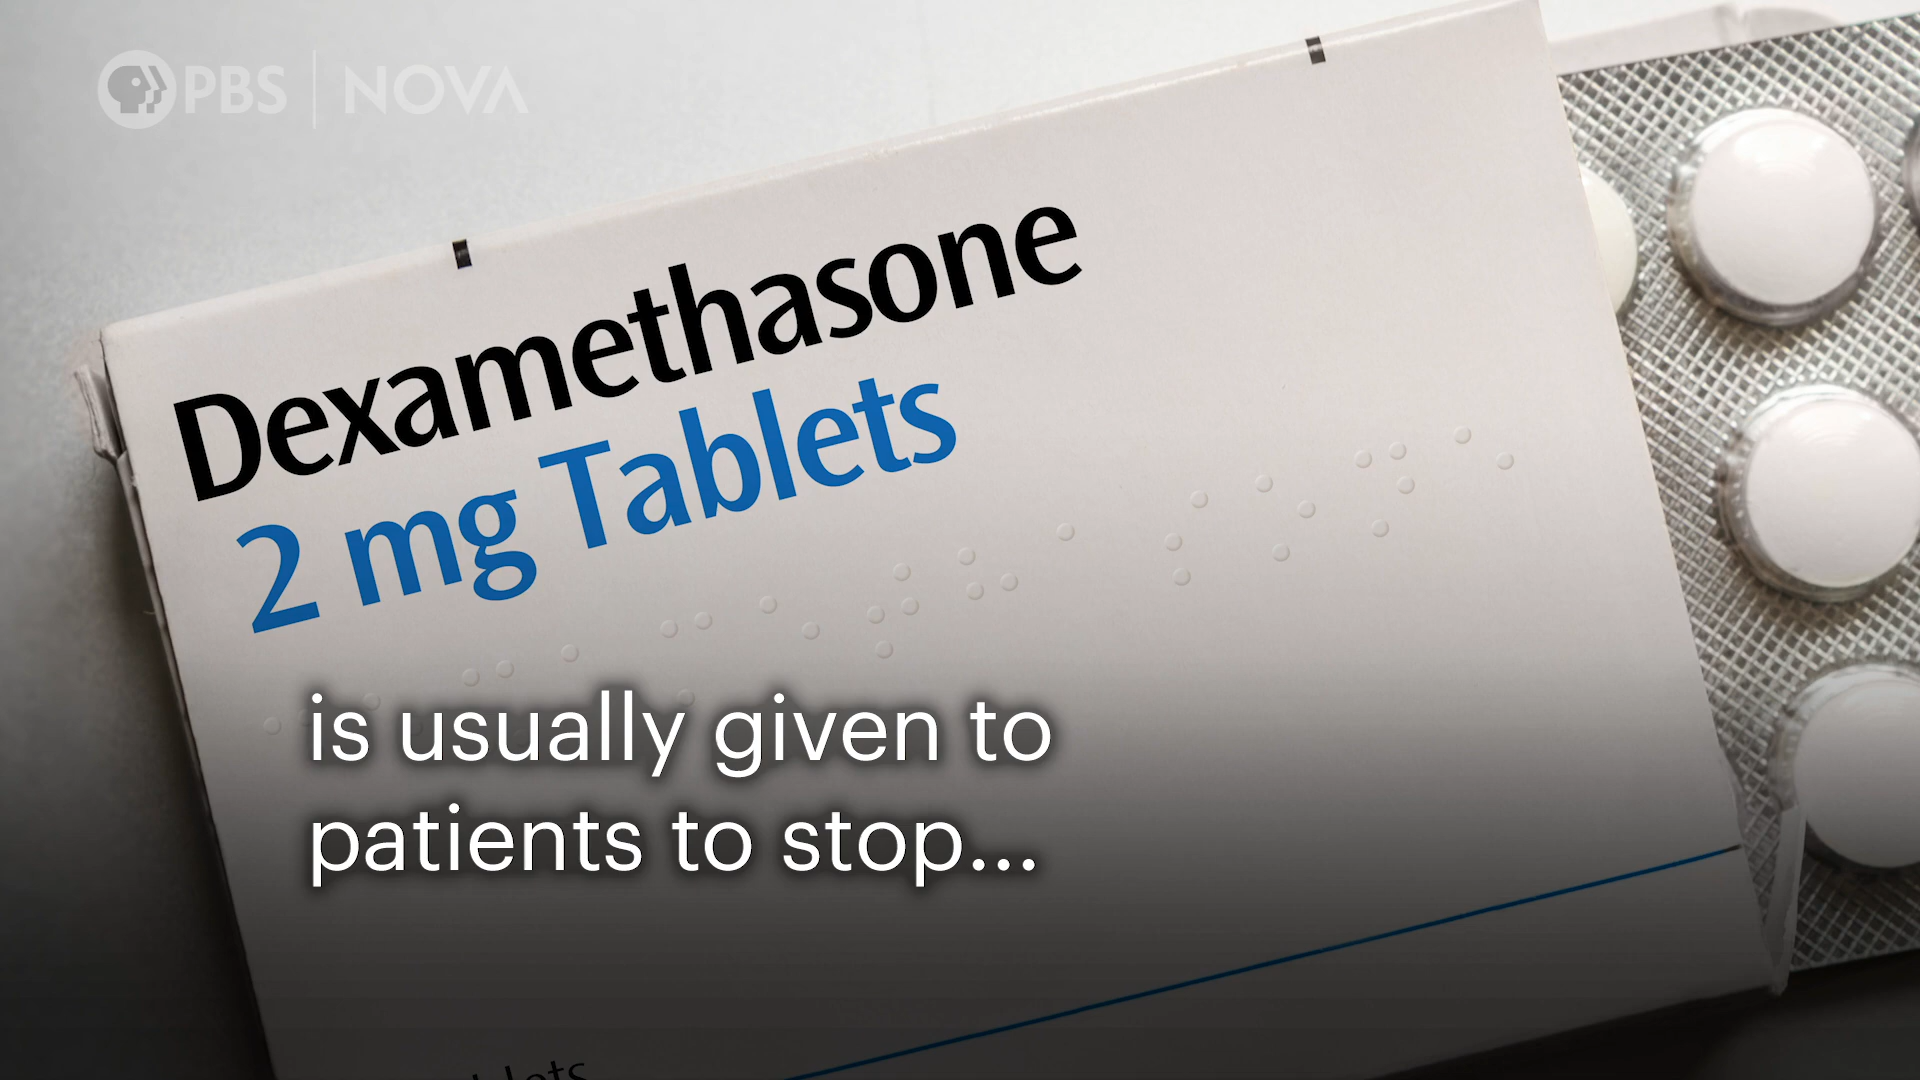 PBS | NOVA
Dexamethasone
2 mg Tablets
is usually given to
patients to stop...